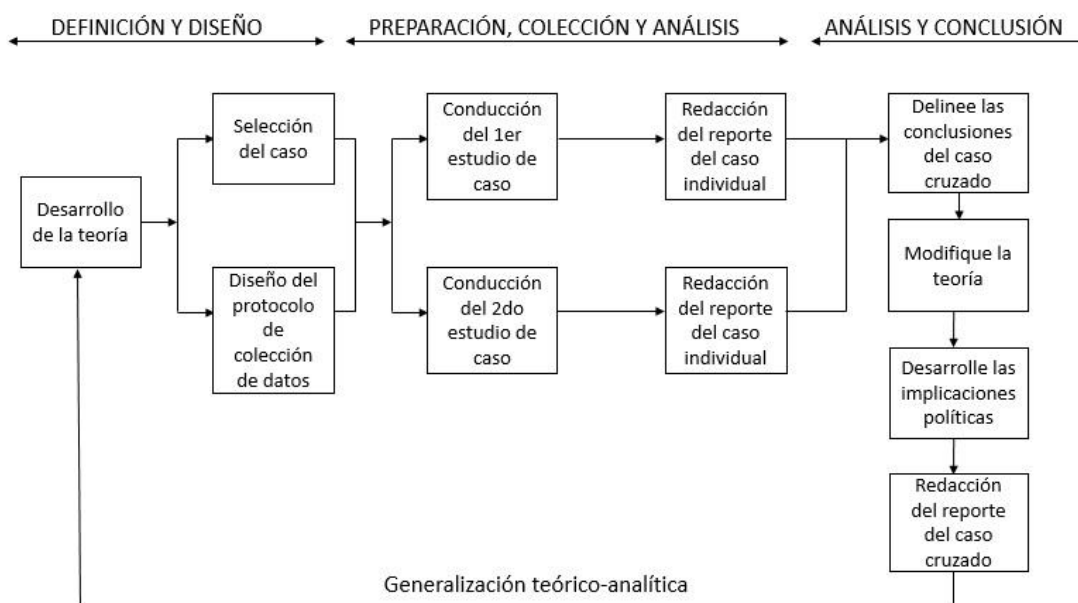 DEFINICIÓN Y DISEÑO
PREPARACIÓN, COLECCIÓN Y ANÁLISIS
ANÁLISIS Y CONCLUSIÓN
Desarrollo
de la teoría
Selección
del caso
Diseño del
protocolo
de
colección
de datos
Conducción
del 1er
estudio de
caso
Redacción
del reporte
del caso
individual
Conducción
del 2do
estudio de
caso
Redacción
del reporte
del caso
individual
Delinee las
conclusiones
del caso
cruzado
Modifique la
teoría
Desarrolle las
implicaciones
políticas
Redacción
del reporte
del caso
cruzado
Generalización teórico-analítica